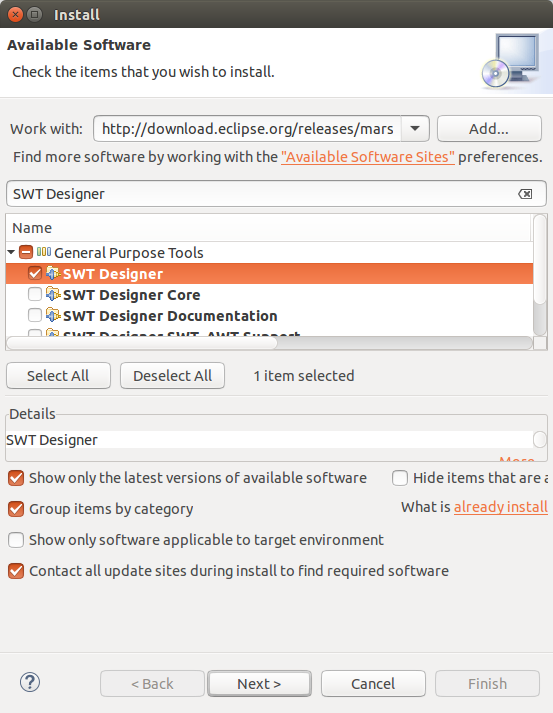 Install
Available Software
Check the items that you wish to install.
Work with: http://download.eclipse.org/releases/mars Add...
Find more software by working with the "Available Software Sites" preferences.
SWT Designer
Name
General Purpose Tools
SWT Designer
SWT Designer Core
SWT Designer Documentation
SWT Designer SWT_AWT Support
Select All Deselect All 1 item selected
Details
SWT Designer
More...
Show only the latest versions of available software Hide items that are a
Group items by category What is already install
Show only software applicable to target environment
Contact all update sites during install to find required software
? < Back Next > Cancel Finish